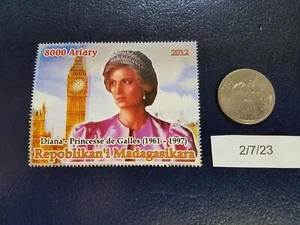 8000 Ariary 2012
Diana - Princesse de Galles (1961 - 1997)
Repoblikan'i Madagasikara
2/7/23